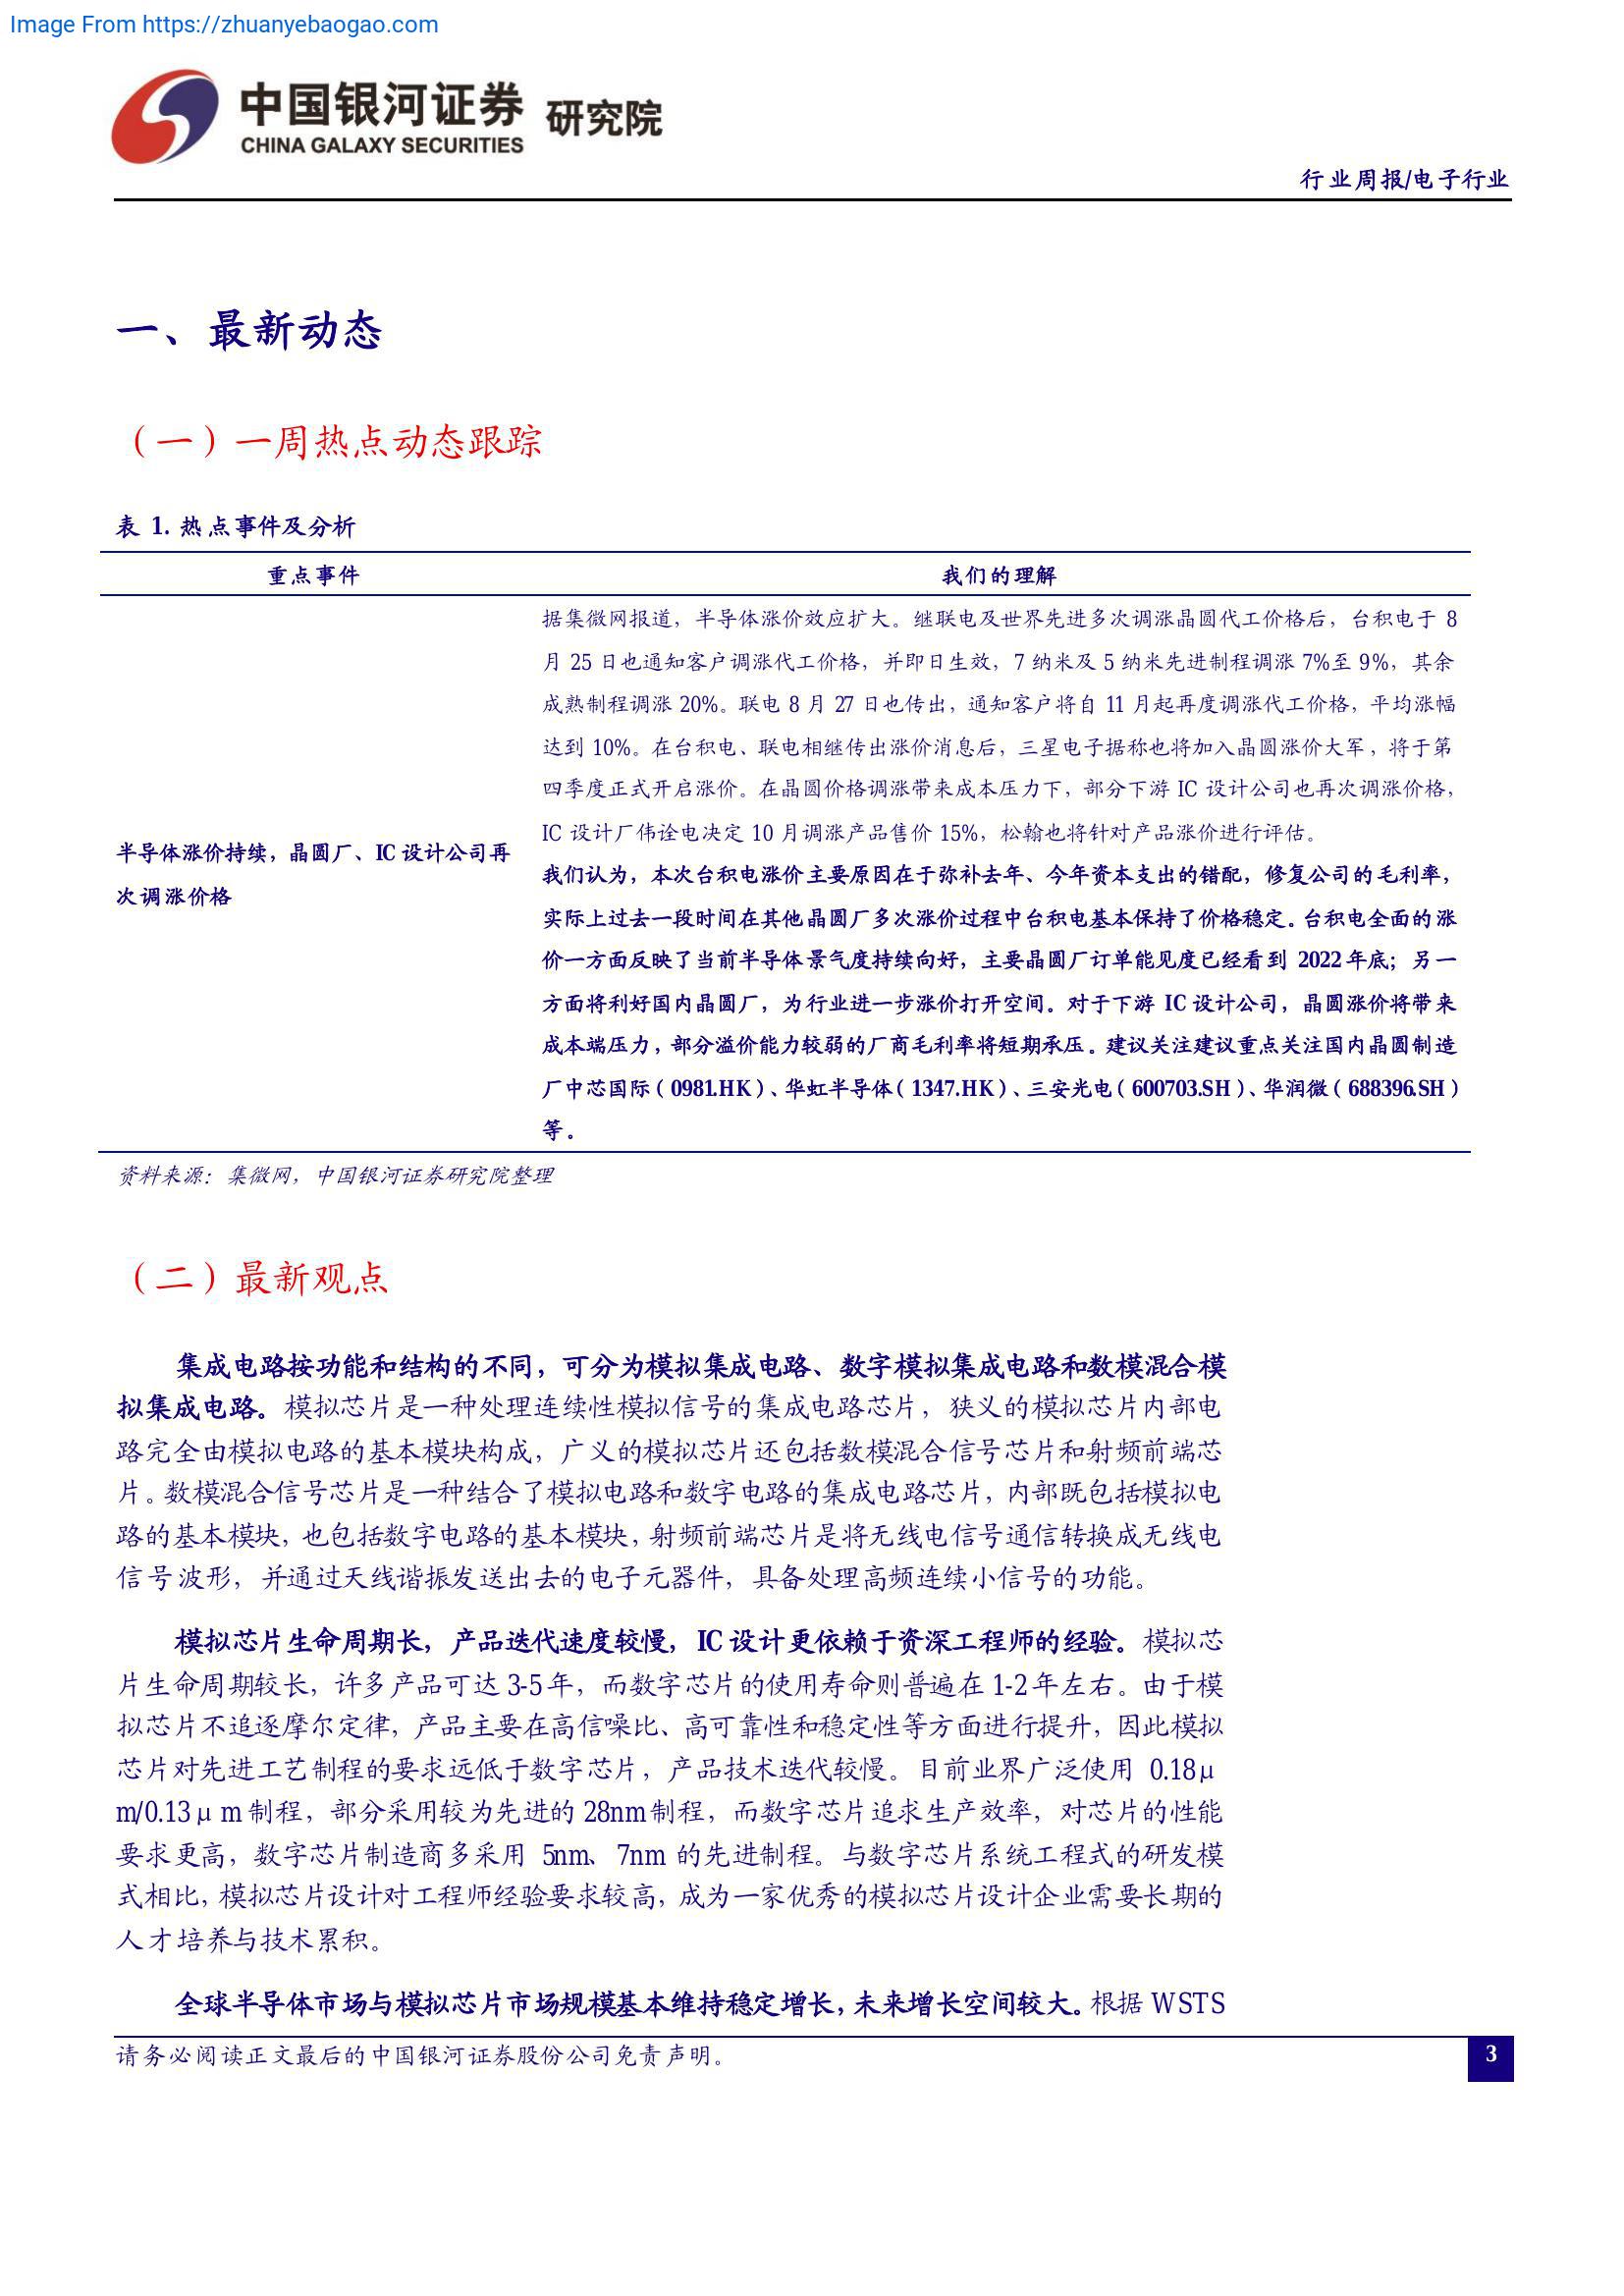 Image From https://zhuanyebaogao.com
中国银河证券 研究院
CHINA GALAXY SECURITIES
行业周报/电子行业
一、最新动态
（一）一周热点动态跟踪
表 1. 热点事件及分析
重点事件 我们的理解
半导体涨价持续，晶圆厂、IC 设计公司再
次调涨价格
据集微网报道，半导体涨价效应扩大。继联电及世界先进多次调涨晶圆代工价格后，台积电于 8
月 25 日也通知客户调涨代工价格，并即日生效，7 纳米及 5 纳米先进制程调涨 7%至 9%，其余
成熟制程调涨 20%。联电 8 月 27 日也传出，通知客户将自 11 月起再度调涨代工价格，平均涨幅
达到 10%。在台积电、联电相继传出涨价消息后，三星电子据称也将加入晶圆涨价大军，将于第
四季度正式开启涨价。在晶圆价格调涨带来成本压力下，部分下游 IC 设计公司也再次调涨价格，
IC 设计厂伟诠电决定 10 月调涨产品售价 15%，松翰也将针对产品涨价进行评估。
我们认为，本次台积电涨价主要原因在于弥补去年、今年资本支出的错配，修复公司的毛利率，
实际上过去一段时间在其他晶圆厂多次涨价过程中台积电基本保持了价格稳定。台积电全面的涨
价一方面反映了当前半导体景气度持续向好，主要晶圆厂订单能见度已经看到 2022 年底；另一
方面将利好国内晶圆厂，为行业进一步涨价打开空间。对于下游 IC 设计公司，晶圆涨价将带来
成本端压力，部分溢价能力较弱的厂商毛利率将短期承压。建议关注建议重点关注国内晶圆制造
厂中芯国际（0981.HK）、华虹半导体（1347.HK）、三安光电（600703.SH）、华润微（688396.SH）
等。
资料来源：集微网，中国银河证券研究院整理
（二）最新观点
集成电路按功能和结构的不同，可分为模拟集成电路、数字模拟集成电路和数模混合模
拟集成电路。模拟芯片是一种处理连续性模拟信号的集成电路芯片，狭义的模拟芯片内部电
路完全由模拟电路的基本模块构成，广义的模拟芯片还包括数模混合信号芯片和射频前端芯
片。数模混合信号芯片是一种结合了模拟电路和数字电路的集成电路芯片，内部既包括模拟电
路的基本模块，也包括数字电路的基本模块，射频前端芯片是将无线电信号通信转换成无线电
信号波形，并通过天线谐振发送出去的电子元器件，具备处理高频连续小信号的功能。
模拟芯片生命周期长，产品迭代速度较慢，IC 设计更依赖于资深工程师的经验。模拟芯
片生命周期较长，许多产品可达 3-5 年，而数字芯片的使用寿命则普遍在 1-2 年左右。由于模
拟芯片不追逐摩尔定律，产品主要在高信噪比、高可靠性和稳定性等方面进行提升，因此模拟
芯片对先进工艺制程的要求远低于数字芯片，产品技术迭代较慢。目前业界广泛使用 0.18μ
m/0.13μm 制程，部分采用较为先进的 28nm 制程，而数字芯片追求生产效率，对芯片的性能
要求更高，数字芯片制造商多采用 5nm、7nm 的先进制程。与数字芯片系统工程式的研发模
式相比，模拟芯片设计对工程师经验要求较高，成为一家优秀的模拟芯片设计企业需要长期的
人才培养与技术累积。
全球半导体市场与模拟芯片市场规模基本维持稳定增长，未来增长空间较大。根据 WSTS
请务必阅读正文最后的中国银河证券股份公司免责声明。
3